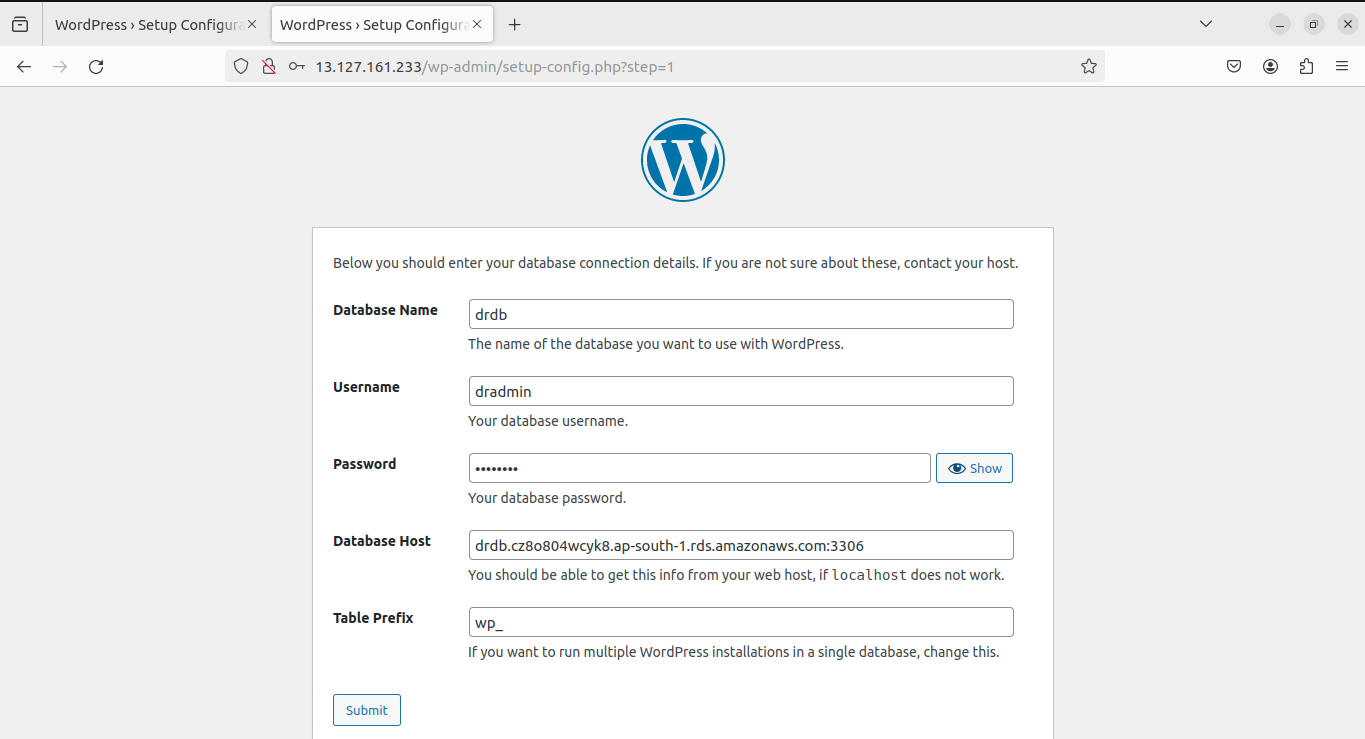 WordPress › Setup Configura
WordPress › Setup Configura
13.127.161.233/wp-admin/setup-config.php?step=1
Below you should enter your database connection details. If you are not sure about these, contact your host.
Database Name
drdb
The name of the database you want to use with WordPress.
Username
dradmin
Your database username.
Password
••••••••
Show
Your database password.
Database Host
drdb.cz8o804wcyk8.ap-south-1.rds.amazonaws.com:3306
You should be able to get this info from your web host, if localhost does not work.
Table Prefix
wp_
If you want to run multiple WordPress installations in a single database, change this.
Submit